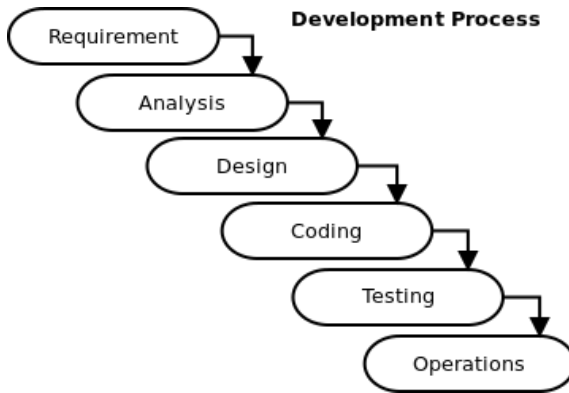 Development Process
Requirement
Analysis
Design
Coding
Testing
Operations